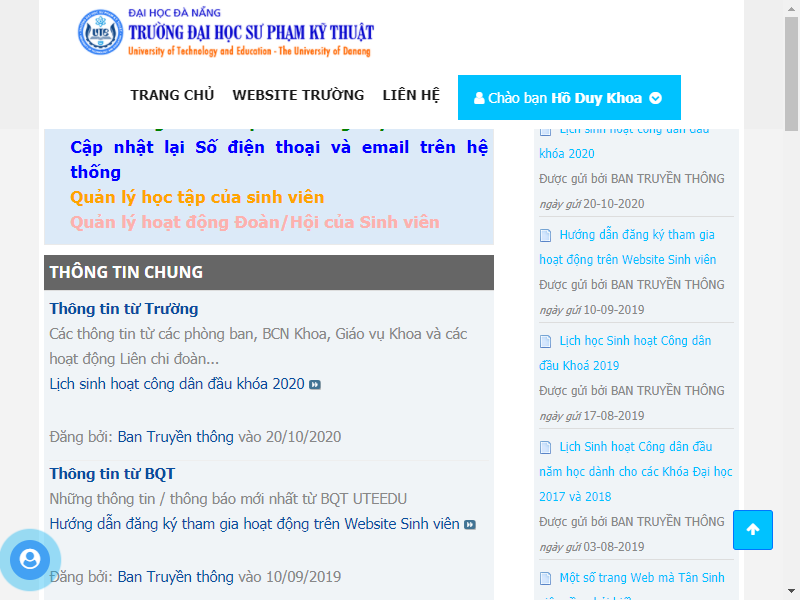 ĐẠI HỌC ĐÀ NẴNG
TRƯỜNG ĐẠI HỌC SƯ PHẠM KỸ THUẬT
University of Technology and Education - The University of Danang
TRANG CHỦ WEBSITE TRƯỜNG LIÊN HỆ Chào bạn Hồ Duy Khoa
Cập nhật lại Số điện thoại và email trên hệ
thống
Quản lý học tập của sinh viên
Quản lý hoạt động Đoàn/Hội của Sinh viên
THÔNG TIN CHUNG
Thông tin từ Trường
Các thông tin từ các phòng ban, BCN Khoa, Giáo vụ Khoa và các
hoạt động Liên chi đoàn...
Lịch sinh hoạt công dân đầu khóa 2020
Đăng bởi: Ban Truyền thông vào 20/10/2020
Thông tin từ BQT
Những thông tin / thông báo mới nhất từ BQT UTEEDU
Hướng dẫn đăng ký tham gia hoạt động trên Website Sinh viên
Đăng bởi: Ban Truyền thông vào 10/09/2019
Lịch sinh hoạt công dân đầu
khóa 2020
Được gửi bởi BAN TRUYỀN THÔNG
ngày gửi 20-10-2020
Hướng dẫn đăng ký tham gia
hoạt động trên Website Sinh viên
Được gửi bởi BAN TRUYỀN THÔNG
ngày gửi 10-09-2019
Lịch học Sinh hoạt Công dân
đầu Khoá 2019
Được gửi bởi BAN TRUYỀN THÔNG
ngày gửi 17-08-2019
Lịch Sinh hoạt Công dân đầu
năm học dành cho các Khóa Đại học
2017 và 2018
Được gửi bởi BAN TRUYỀN THÔNG
ngày gửi 03-08-2019
Một số trang Web mà Tân Sinh